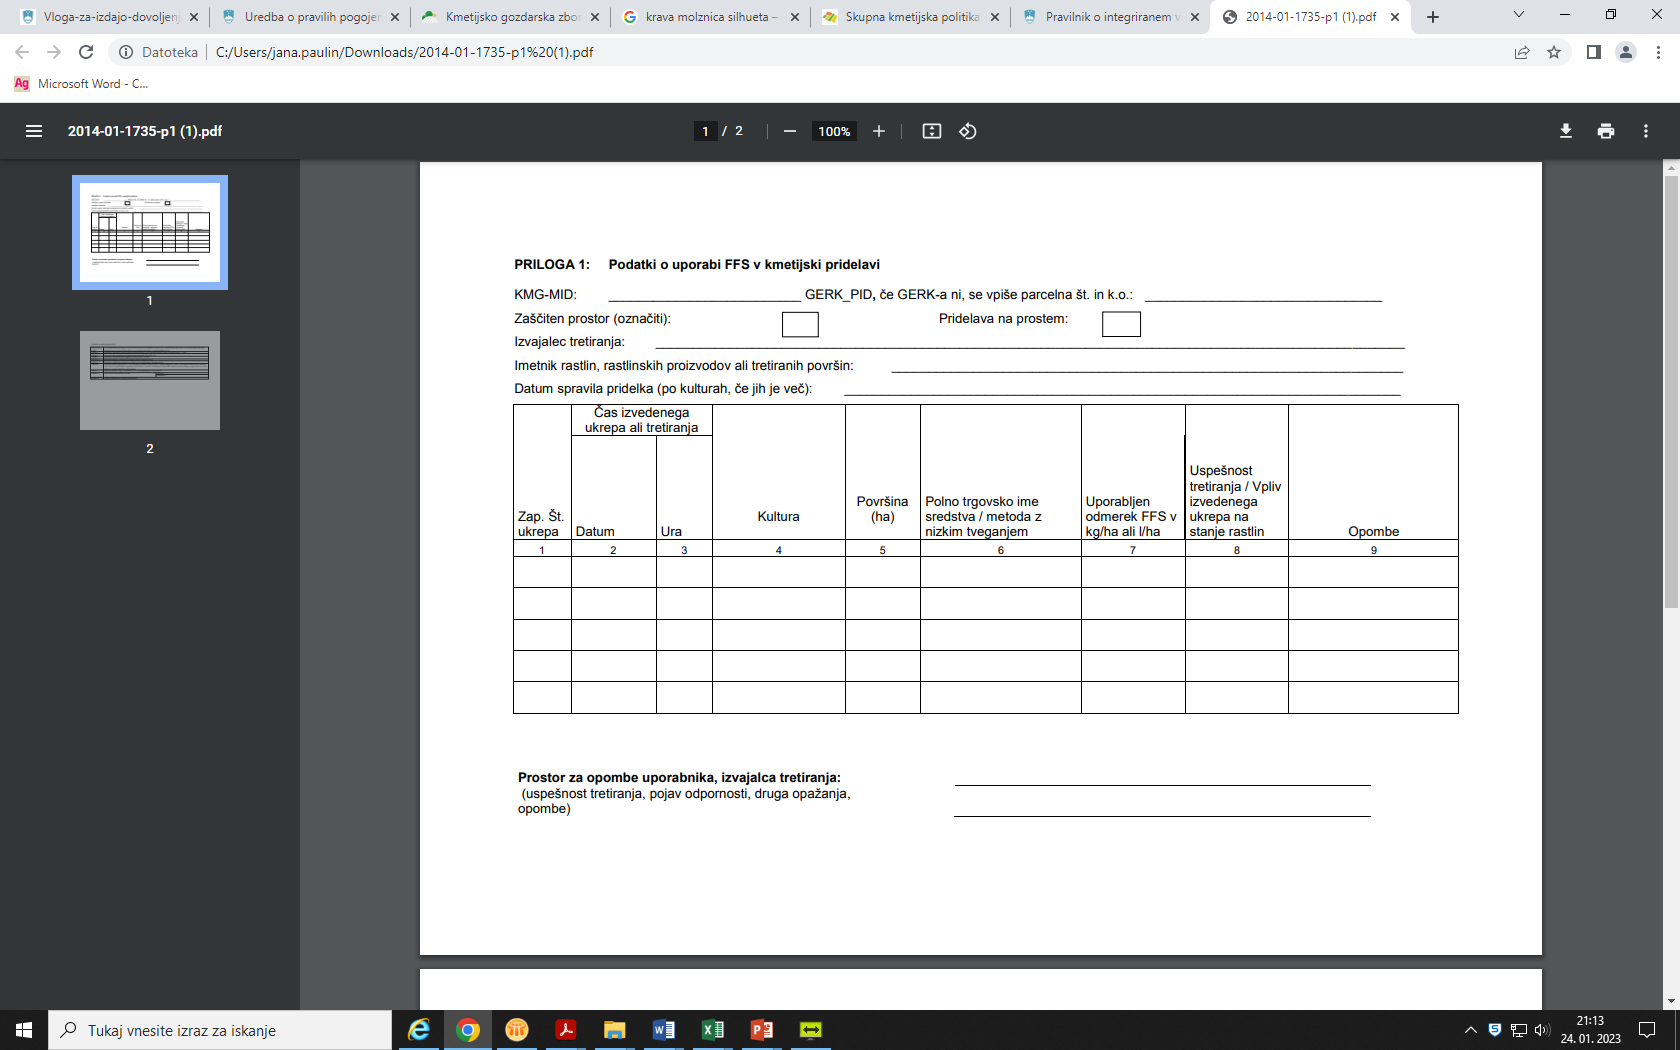 Vloga-za-izdajo-dovoljenj
Uredba o pravilih pogojer
Kmetijsko gozdarska zbor
krava molznica silhueta –
Skupna kmetijska politika
Pravilnik o integriranem v
2014-01-1735-p1 (1).pdf
Datoteka
C:/Users/jana.paulin/Downloads/2014-01-1735-p1%20(1).pdf
Ag Microsoft Word - C...
2014-01-1735-p1 (1).pdf
1 / 2
100%
1
2
PRILOGA 1: Podatki o uporabi FFS v kmetijski pridelavi
KMG-MID: GERK_PID, če GERK-a ni, se vpiše parcelna št. in k.o.:
Zaščiten prostor (označiti): Pridelava na prostem:
Izvajalec tretiranja:
Imetnik rastlin, rastlinskih proizvodov ali tretiranih površin:
Datum spravila pridelka (po kulturah, če jih je več):
Zap. Št.
ukrepa
Čas izvedenega
ukrepa ali tretiranja
Datum
Ura
Kultura
Površina
(ha)
Polno trgovsko ime
sredstva / metoda z
nizkim tveganjem
Uporabljen
odmerek FFS v
kg/ha ali l/ha
Uspešnost
tretiranja / Vpliv
izvedenega
ukrepa na
stanje rastlin
Opombe
1 2 3 4 5 6 7 8 9
Prostor za opombe uporabnika, izvajalca tretiranja:
(uspešnost tretiranja, pojav odpornosti, druga opažanja,
opombe)
Tukaj vnesite izraz za iskanje
21:13
24. 01. 2023